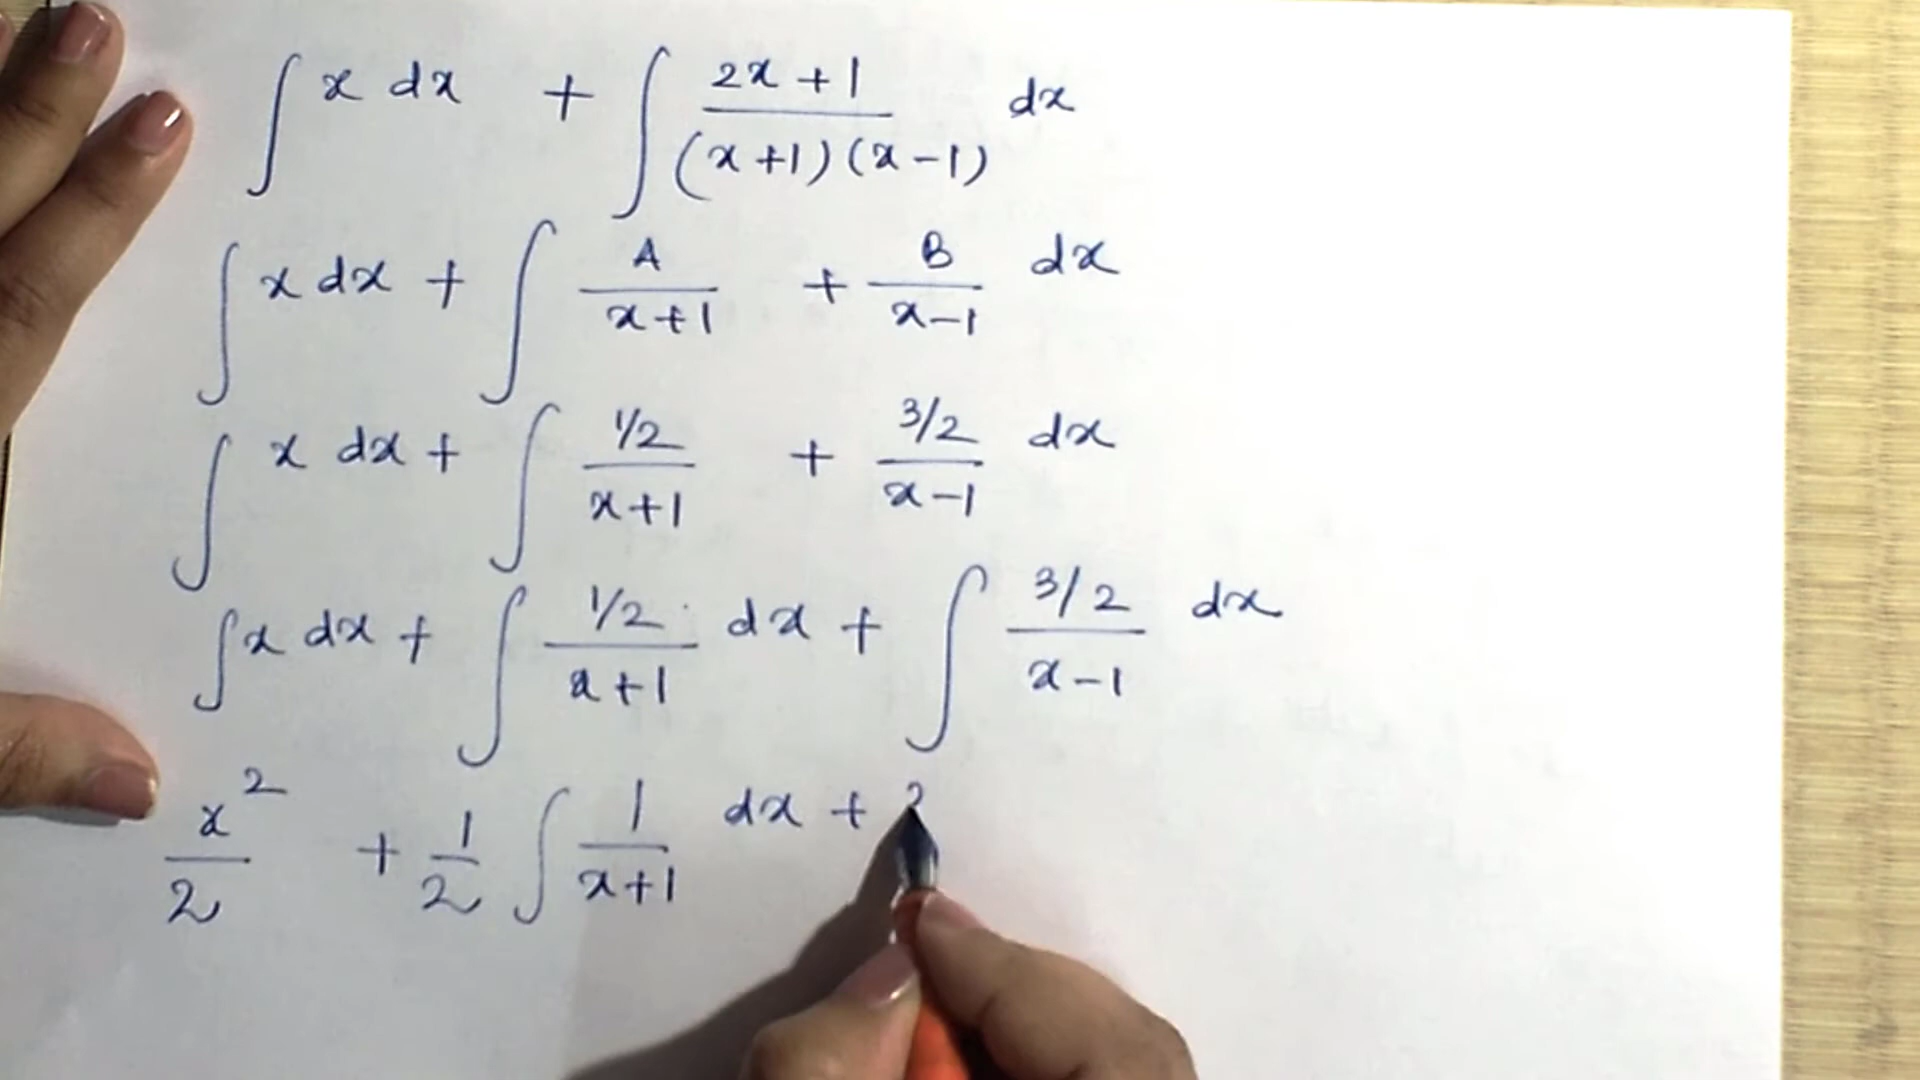 ∫ x dx + ∫ (2x+1)/((x+1)(x-1)) dx
∫ x dx + ∫ A/(x+1) + B/(x-1) dx
∫ x dx + ∫ (1/2)/(x+1) + (3/2)/(x-1) dx
∫ x dx + ∫ (1/2)/(x+1) dx + ∫ (3/2)/(x-1) dx
x²/2 + 1/2 ∫ 1/(x+1) dx +